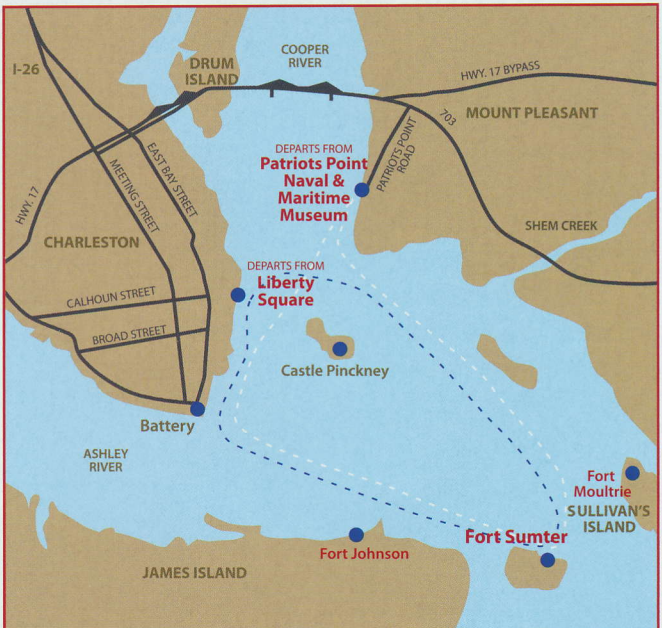 COOPER
RIVER
DRUM
ISLAND
I-26
HWY. 17 BYPASS
MOUNT PLEASANT
703
DEPARTS FROM
Patriots Point
Naval &
Maritime
Museum
PATRIOTS POINT
ROAD
EAST BAY STREET
MEETING STREET
HWY. 17
SHEM CREEK
CHARLESTON
DEPARTS FROM
Liberty
Square
CALHOUN STREET
BROAD STREET
Castle Pinckney
Battery
ASHLEY
RIVER
Fort
Moultrie
SULLIVAN'S
ISLAND
Fort Sumter
Fort Johnson
JAMES ISLAND